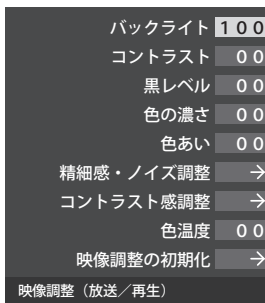 バックライト 100
コントラスト 00
黒レベル 00
色の濃さ 00
色あい 00
精細感・ノイズ調整 →
コントラスト感調整 →
色温度 00
映像調整の初期化 →
映像調整（放送／再生）